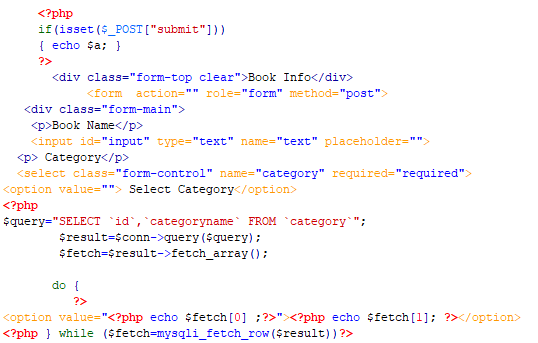 <?php
if(isset($_POST["submit"]))
{ echo $a; }
?>
<div class="form-top clear">Book Info</div>
<form  action="" role="form" method="post">
<div class="form-main">
<p>Book Name</p>
<input id="input" type="text" name="text" placeholder="">
<p> Category</p>
<select class="form-control" name="category" required="required">
<option value=""> Select Category</option>
<?php
$query="SELECT `id`,`categoryname` FROM `category`";
$result=$conn->query($query);
$fetch=$result->fetch_array();
do {
?>
<option value="<?php echo $fetch[0] ;?>"><?php echo $fetch[1]; ?></option>
<?php } while ($fetch=mysqli_fetch_row($result))?>